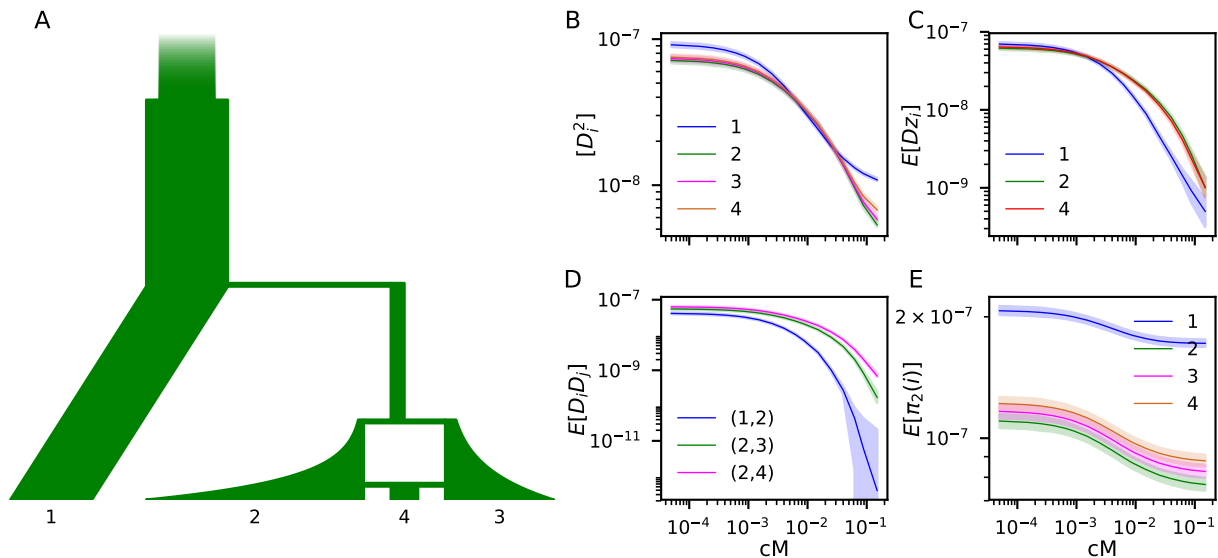 A
1
2
4
3
B
[D_i^2]
10^{-7}
10^{-8}
1
2
3
4
C
E[Dz_i]
10^{-7}
10^{-8}
10^{-9}
1
2
4
D
E[D_iD_j]
10^{-7}
10^{-9}
10^{-11}
(1,2)
(2,3)
(2,4)
10^{-4}
10^{-3}
10^{-2}
10^{-1}
cM
E
E[π_2(i)]
2 × 10^{-7}
10^{-7}
1
2
3
4
10^{-4}
10^{-3}
10^{-2}
10^{-1}
cM